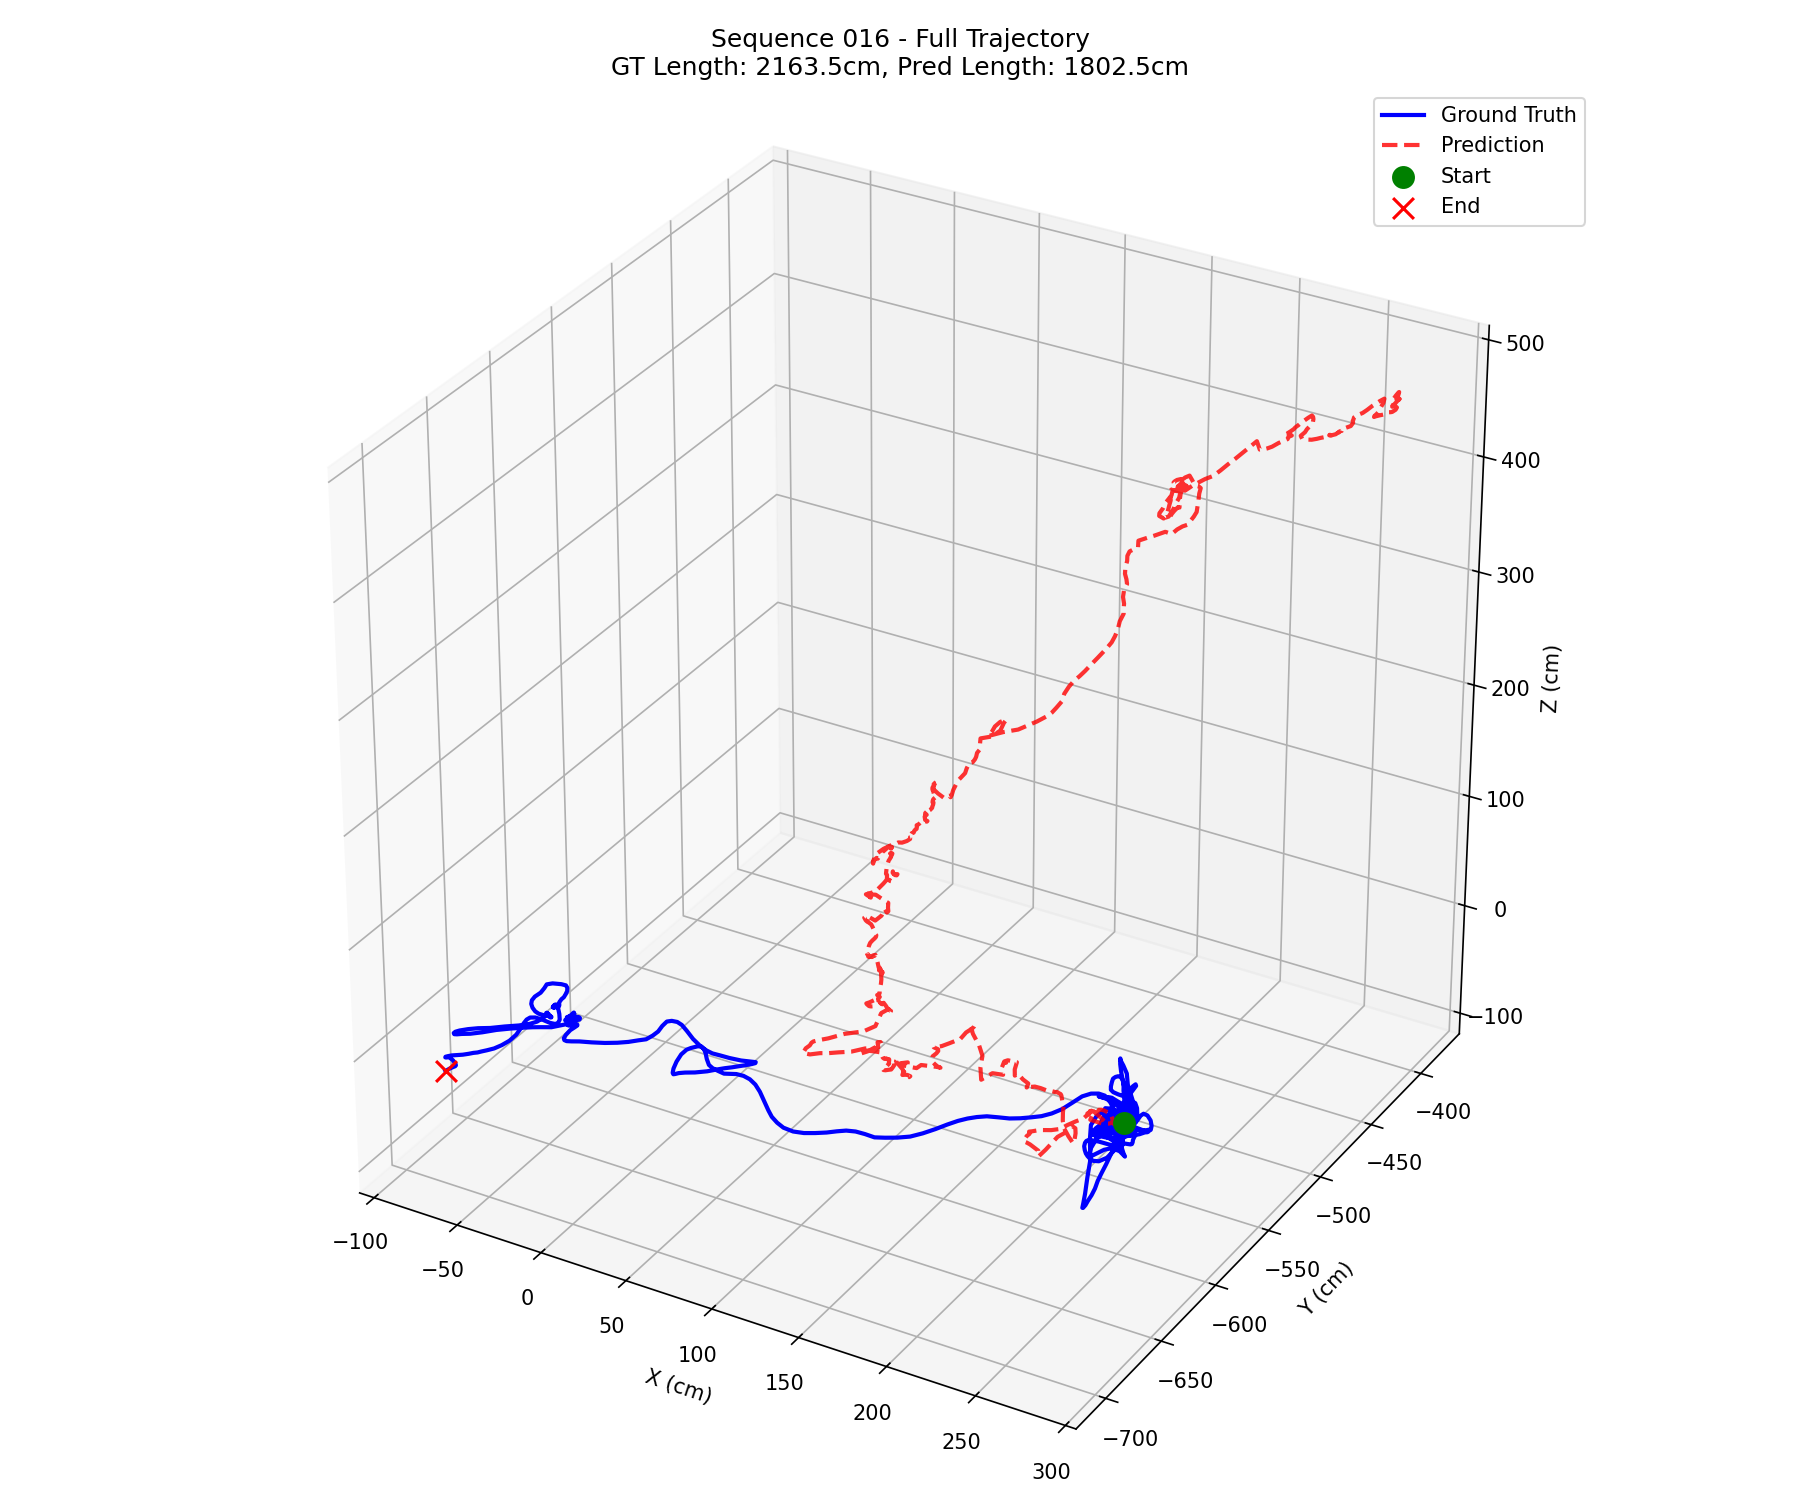 Sequence 016 - Full Trajectory
GT Length: 2163.5cm, Pred Length: 1802.5cm
Ground Truth
Prediction
Start
End
500
400
300
200
100
0
−100
Z (cm)
−400
−450
−500
−550
−600
−650
−700
Y (cm)
−100
−50
0
50
100
150
200
250
300
X (cm)